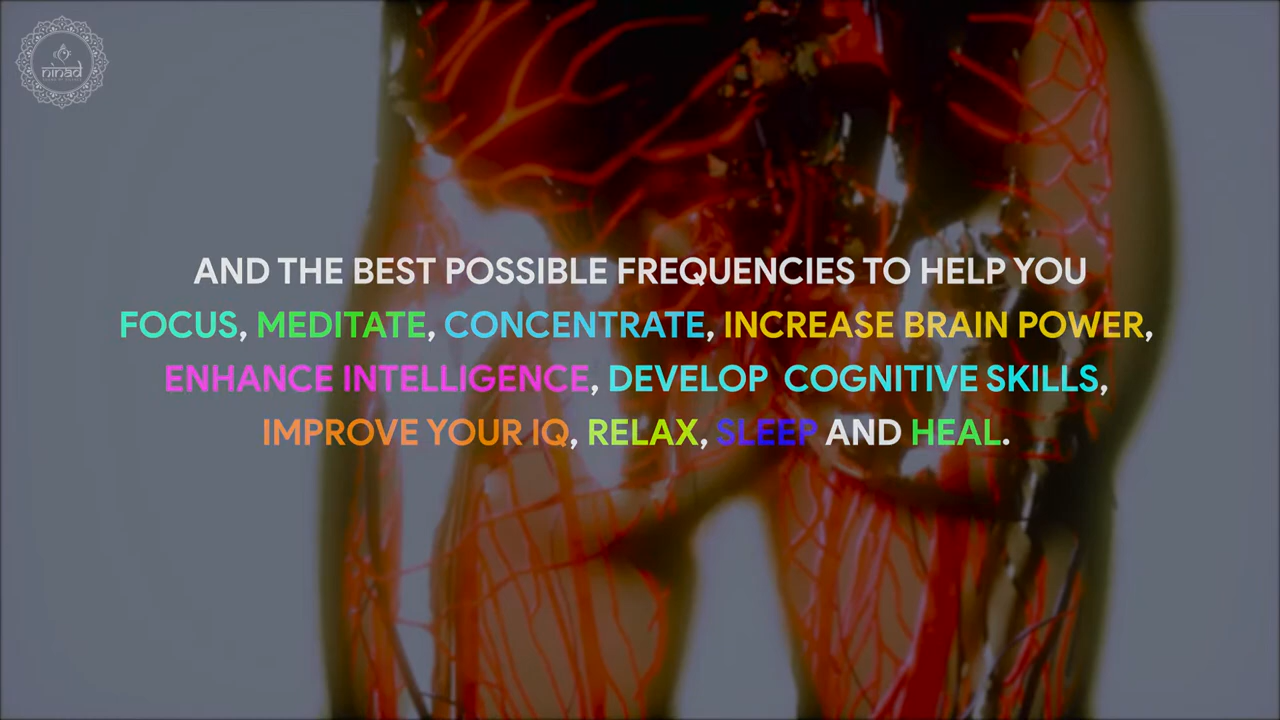 ninad
AND THE BEST POSSIBLE FREQUENCIES TO HELP YOU
FOCUS, MEDITATE, CONCENTRATE, INCREASE BRAIN POWER,
ENHANCE INTELLIGENCE, DEVELOP COGNITIVE SKILLS,
IMPROVE YOUR IQ, RELAX, SLEEP AND HEAL.